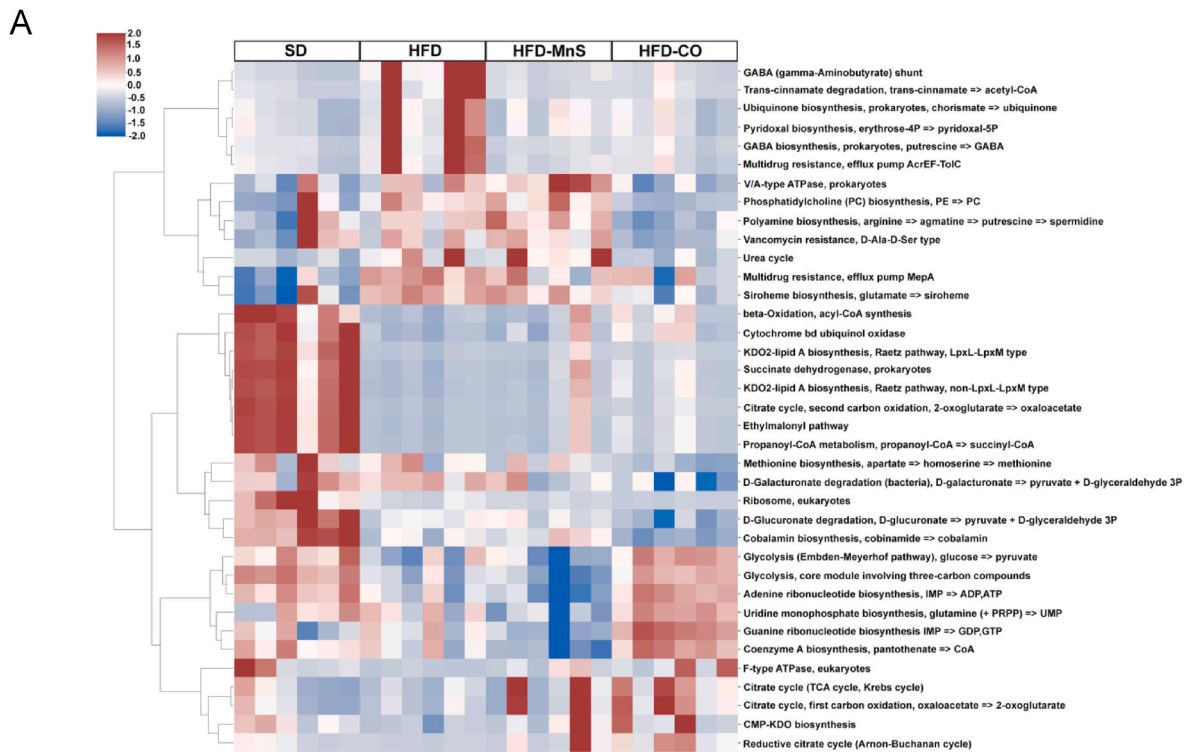 A
2.0
1.5
1.0
0.5
0.0
-0.5
-1.0
-1.5
-2.0
SD HFD HFD-MnS HFD-CO
GABA (gamma-Aminobutyrate) shunt
Trans-cinnamate degradation, trans-cinnamate => acetyl-CoA
Ubiquinone biosynthesis, prokaryotes, chorismate => ubiquinone
Pyridoxal biosynthesis, erythrose-4P => pyridoxal-5P
GABA biosynthesis, prokaryotes, putrescine => GABA
Multidrug resistance, efflux pump AcrEF-TolC
V/A-type ATPase, prokaryotes
Phosphatidylcholine (PC) biosynthesis, PE => PC
Polyamine biosynthesis, arginine => agmatine => putrescine => spermidine
Vancomycin resistance, D-Ala-D-Ser type
Urea cycle
Multidrug resistance, efflux pump MepA
Siroheme biosynthesis, glutamate => siroheme
beta-Oxidation, acyl-CoA synthesis
Cytochrome bd ubiquinol oxidase
KDO2-lipid A biosynthesis, Raetz pathway, LpxL-LpxM type
Succinate dehydrogenase, prokaryotes
KDO2-lipid A biosynthesis, Raetz pathway, non-LpxL-LpxM type
Citrate cycle, second carbon oxidation, 2-oxoglutarate => oxaloacetate
Ethylmalonyl pathway
Propanoyl-CoA metabolism, propanoyl-CoA => succinyl-CoA
Methionine biosynthesis, apartate => homoserine => methionine
D-Galacturonate degradation (bacteria), D-galacturonate => pyruvate + D-glyceraldehyde 3P
Ribosome, eukaryotes
D-Glucuronate degradation, D-glucuronate => pyruvate + D-glyceraldehyde 3P
Cobalamin biosynthesis, cobinamide => cobalamin
Glycolysis (Embden-Meyerhof pathway), glucose => pyruvate
Glycolysis, core module involving three-carbon compounds
Adenine ribonucleotide biosynthesis, IMP => ADP,ATP
Uridine monophosphate biosynthesis, glutamine (+ PRPP) => UMP
Guanine ribonucleotide biosynthesis IMP => GDP,GTP
Coenzyme A biosynthesis, pantothenate => CoA
F-type ATPase, eukaryotes
Citrate cycle (TCA cycle, Krebs cycle)
Citrate cycle, first carbon oxidation, oxaloacetate => 2-oxoglutarate
CMP-KDO biosynthesis
Reductive citrate cycle (Arnon-Buchanan cycle)